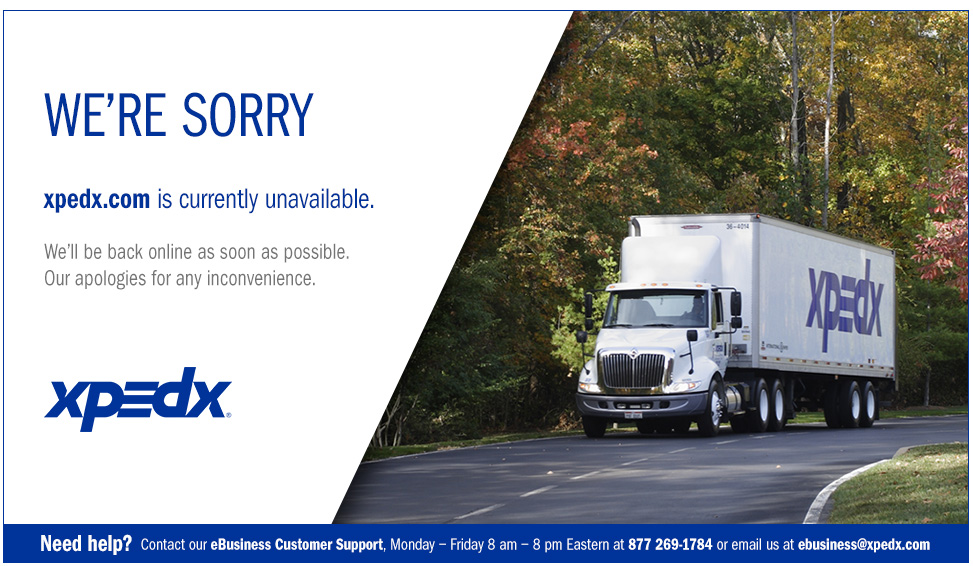 WE'RE SORRY
xpedx.com is currently unavailable.
We'll be back online as soon as possible.
Our apologies for any inconvenience.
xpedx®
36-4014
xpedx
Need help? Contact our eBusiness Customer Support, Monday – Friday 8 am – 8 pm Eastern at 877 269-1784 or email us at ebusiness@xpedx.com